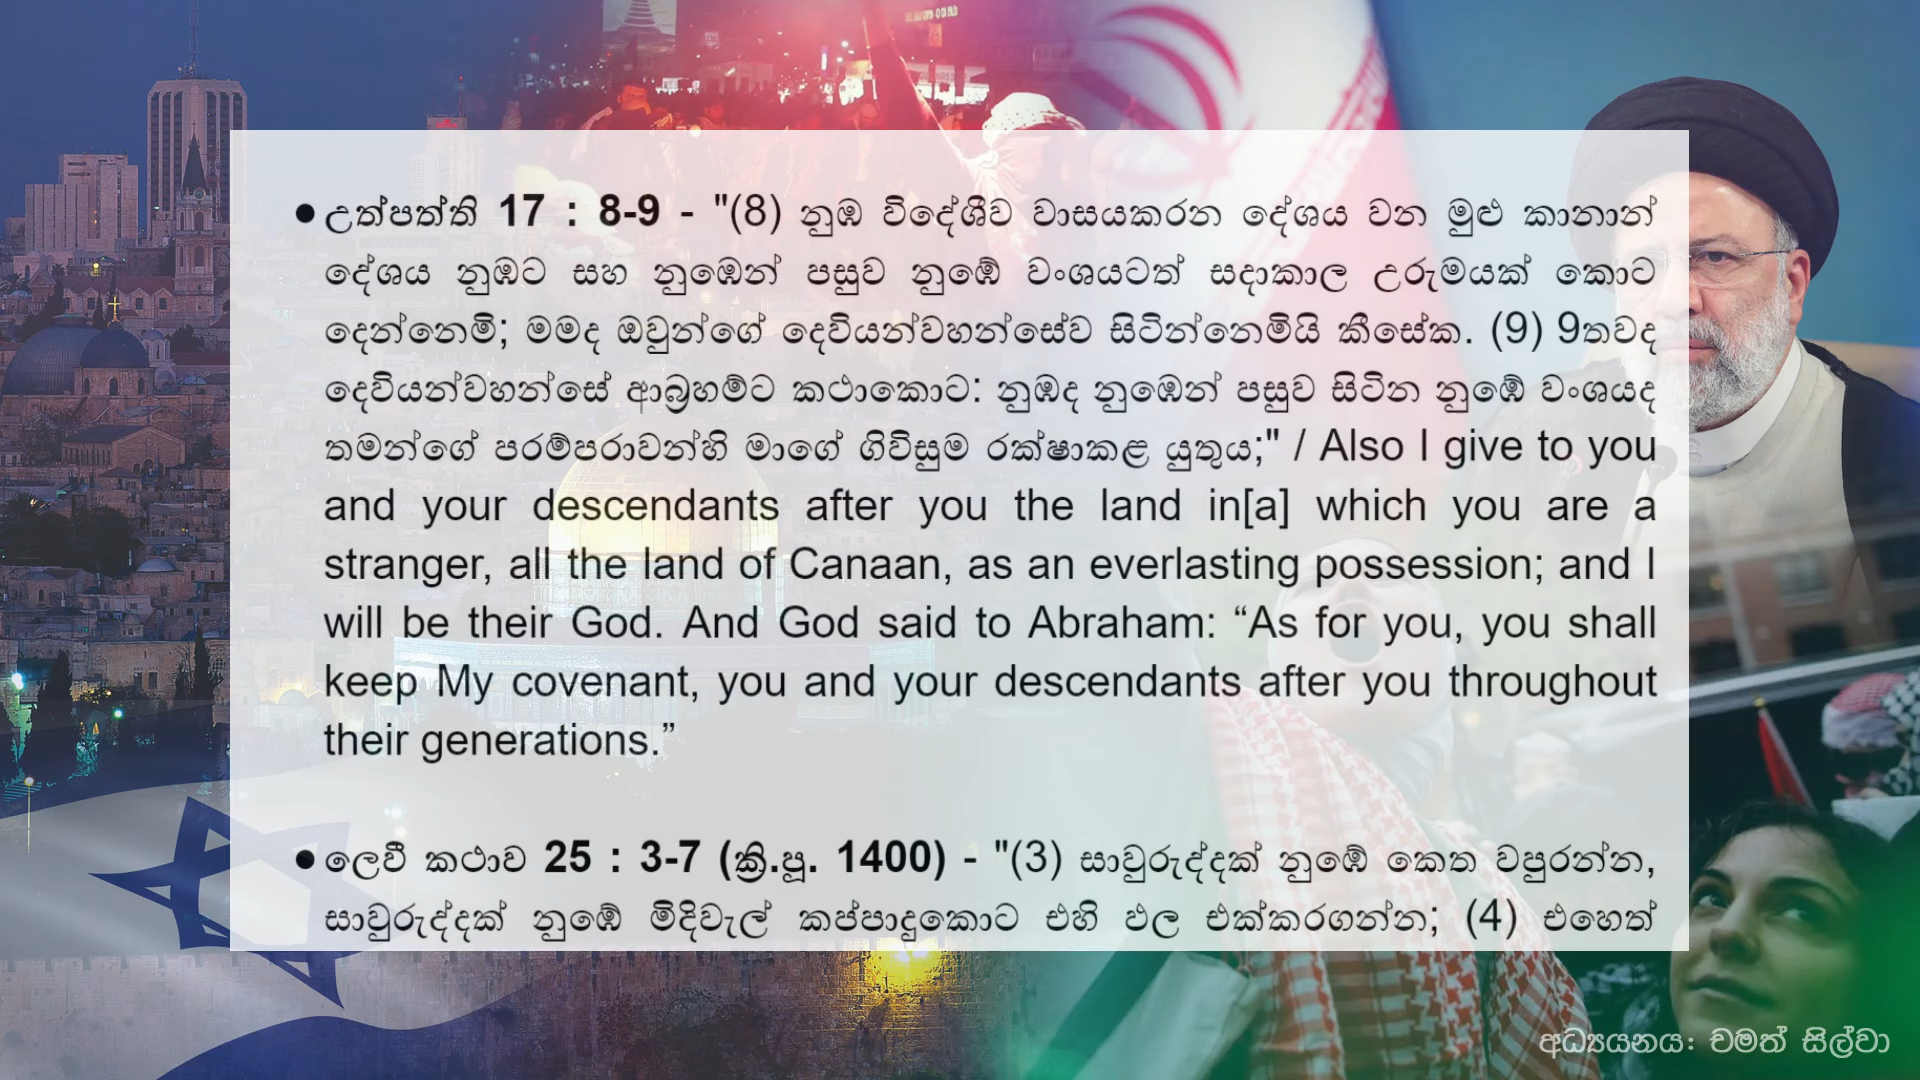 ● උත්පත්ති 17 : 8-9 - "(8) නුඹ විදේශීව වාසයකරන දේශය වන මුළු කානාන්
දේශය නුඹට සහ නුඹෙන් පසුව නුඹේ වංශයටත් සදාකාල උරුමයක් කොට
දෙන්නෙමි; මමද ඔවුන්ගේ දෙවියන්වහන්සේව සිටින්නෙමියි කීසේක. (9) 9තවද
දෙවියන්වහන්සේ ආබ්‍රහම්ට කථාකොට: නුඹද නුඹෙන් පසුව සිටින නුඹේ වංශයද
තමන්ගේ පරම්පරාවන්හි මාගේ ගිවිසුම රක්ෂාකළ යුතුය;" / Also I give to you
and your descendants after you the land in[a] which you are a
stranger, all the land of Canaan, as an everlasting possession; and I
will be their God. And God said to Abraham: “As for you, you shall
keep My covenant, you and your descendants after you throughout
their generations.”
● ලෙවී කථාව 25 : 3-7 (ක්‍රි.පූ. 1400) - "(3) සාවුරුද්දක් නුඹේ කෙත වපුරන්න,
සාවුරුද්දක් නුඹේ මිදිවැල් කප්පාදුකොට එහි ඵල එක්කරගන්න; (4) එහෙත්
අධ්‍යයනය: චමත් සිල්වා